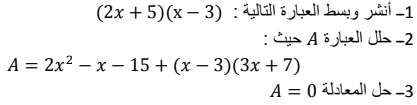 1– أنشر وبسط العبارة التالية : (2x + 5)(x – 3)
2– حلل العبارة A حيث :
A = 2x² – x – 15 + (x – 3)(3x + 7)
3– حل المعادلة A = 0